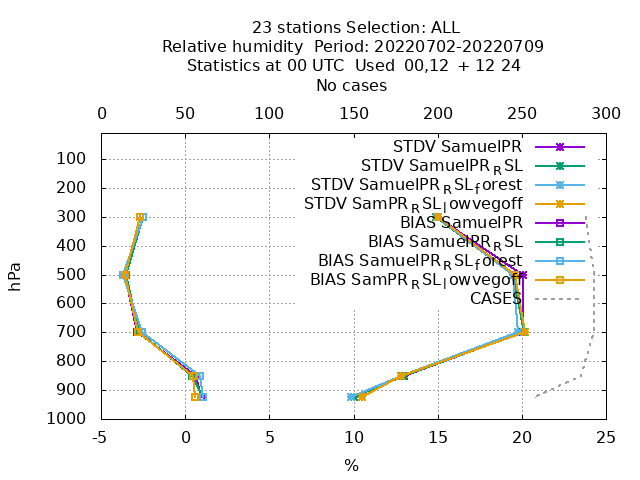 23 stations Selection: ALL
Relative humidity Period: 20220702-20220709
Statistics at 00 UTC Used 00,12 + 12 24
No cases
0 50 100 150 200 250 300
STDV SamuelPR
STDV SamuelPR_RSL
STDV SamuelPR_RSL_forest
STDV SamPR_RSL_lowvegoff
BIAS SamuelPR
BIAS SamuelPR_RSL
BIAS SamuelPR_RSL_forest
BIAS SamPR_RSL_lowvegoff
CASES
100
200
300
400
500
600
700
800
900
1000
hPa
-5 0 5 10 15 20 25
%